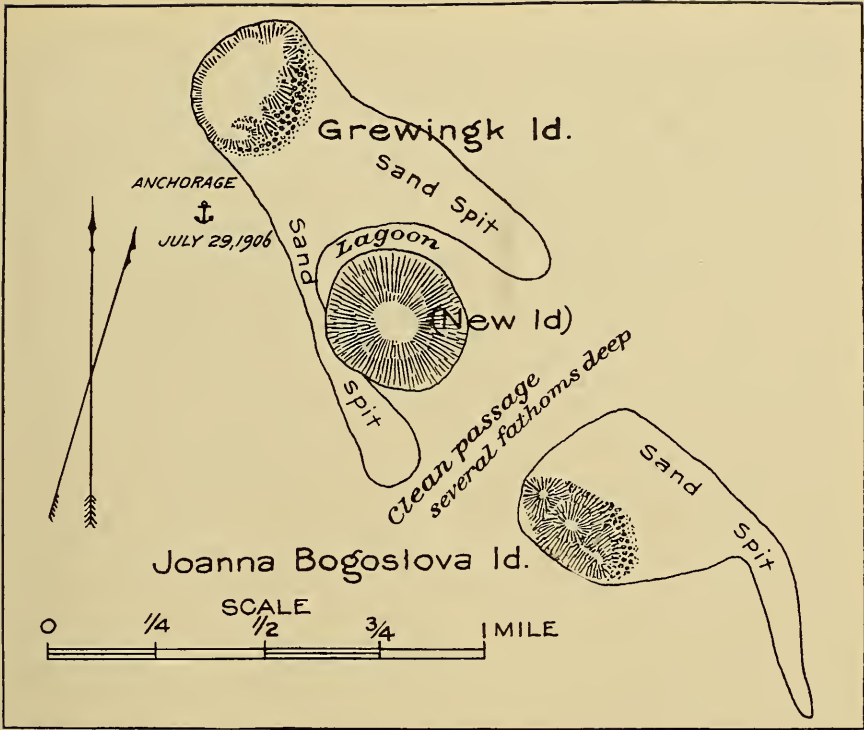 Grewingk Id.
Sand Spit
ANCHORAGE
JULY 29, 1906
Sand
Lagoon
(New Id)
Spit
Clean passage
several fathoms deep
Sand
Spit
Joanna Bogoslova Id.
SCALE
0 1/4 1/2 3/4 1 MILE